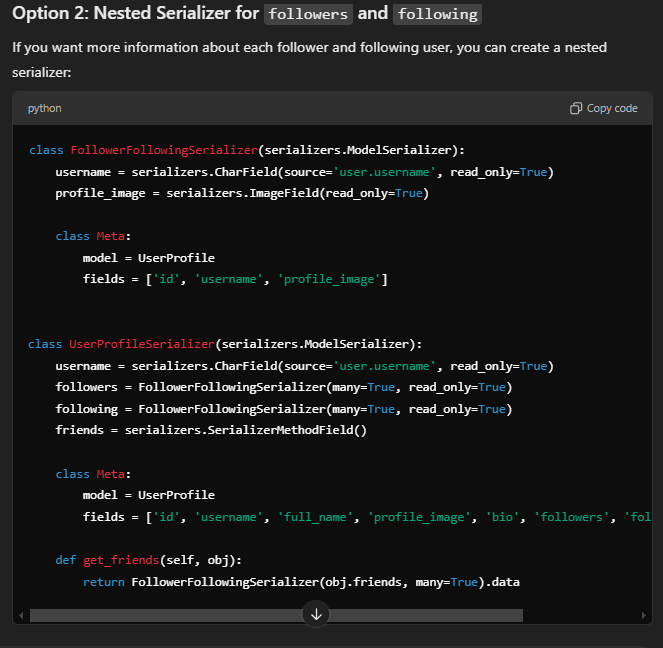 Option 2: Nested Serializer for followers and following
If you want more information about each follower and following user, you can create a nested
serializer:
python
Copy code
class FollowerFollowingSerializer(serializers.ModelSerializer):
    username = serializers.CharField(source='user.username', read_only=True)
    profile_image = serializers.ImageField(read_only=True)
    class Meta:
        model = UserProfile
        fields = ['id', 'username', 'profile_image']
class UserProfileSerializer(serializers.ModelSerializer):
    username = serializers.CharField(source='user.username', read_only=True)
    followers = FollowerFollowingSerializer(many=True, read_only=True)
    following = FollowerFollowingSerializer(many=True, read_only=True)
    friends = serializers.SerializerMethodField()
    class Meta:
        model = UserProfile
        fields = ['id', 'username', 'full_name', 'profile_image', 'bio', 'followers', 'fol
    def get_friends(self, obj):
        return FollowerFollowingSerializer(obj.friends, many=True).data